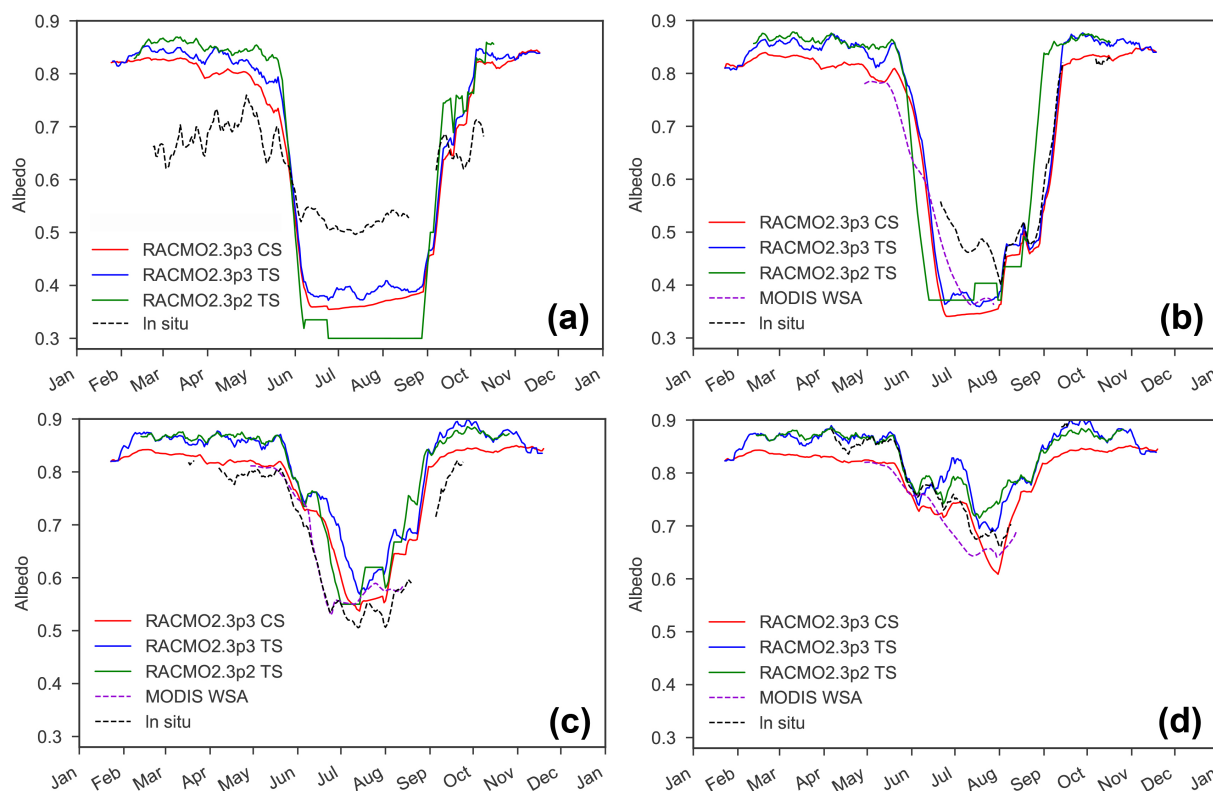 0.9
0.8
0.7
0.6
0.5
0.4
0.3
Albedo
RACMO2.3p3 CS
RACMO2.3p3 TS
RACMO2.3p2 TS
In situ
(a)
Jan Feb Mar Apr May Jun Jul Aug Sep Oct Nov Dec Jan
0.9
0.8
0.7
0.6
0.5
0.4
0.3
Albedo
RACMO2.3p3 CS
RACMO2.3p3 TS
RACMO2.3p2 TS
MODIS WSA
In situ
(b)
Jan Feb Mar Apr May Jun Jul Aug Sep Oct Nov Dec Jan
0.9
0.8
0.7
0.6
0.5
0.4
0.3
Albedo
RACMO2.3p3 CS
RACMO2.3p3 TS
RACMO2.3p2 TS
MODIS WSA
In situ
(c)
Jan Feb Mar Apr May Jun Jul Aug Sep Oct Nov Dec Jan
0.9
0.8
0.7
0.6
0.5
0.4
0.3
Albedo
RACMO2.3p3 CS
RACMO2.3p3 TS
RACMO2.3p2 TS
MODIS WSA
In situ
(d)
Jan Feb Mar Apr May Jun Jul Aug Sep Oct Nov Dec Jan